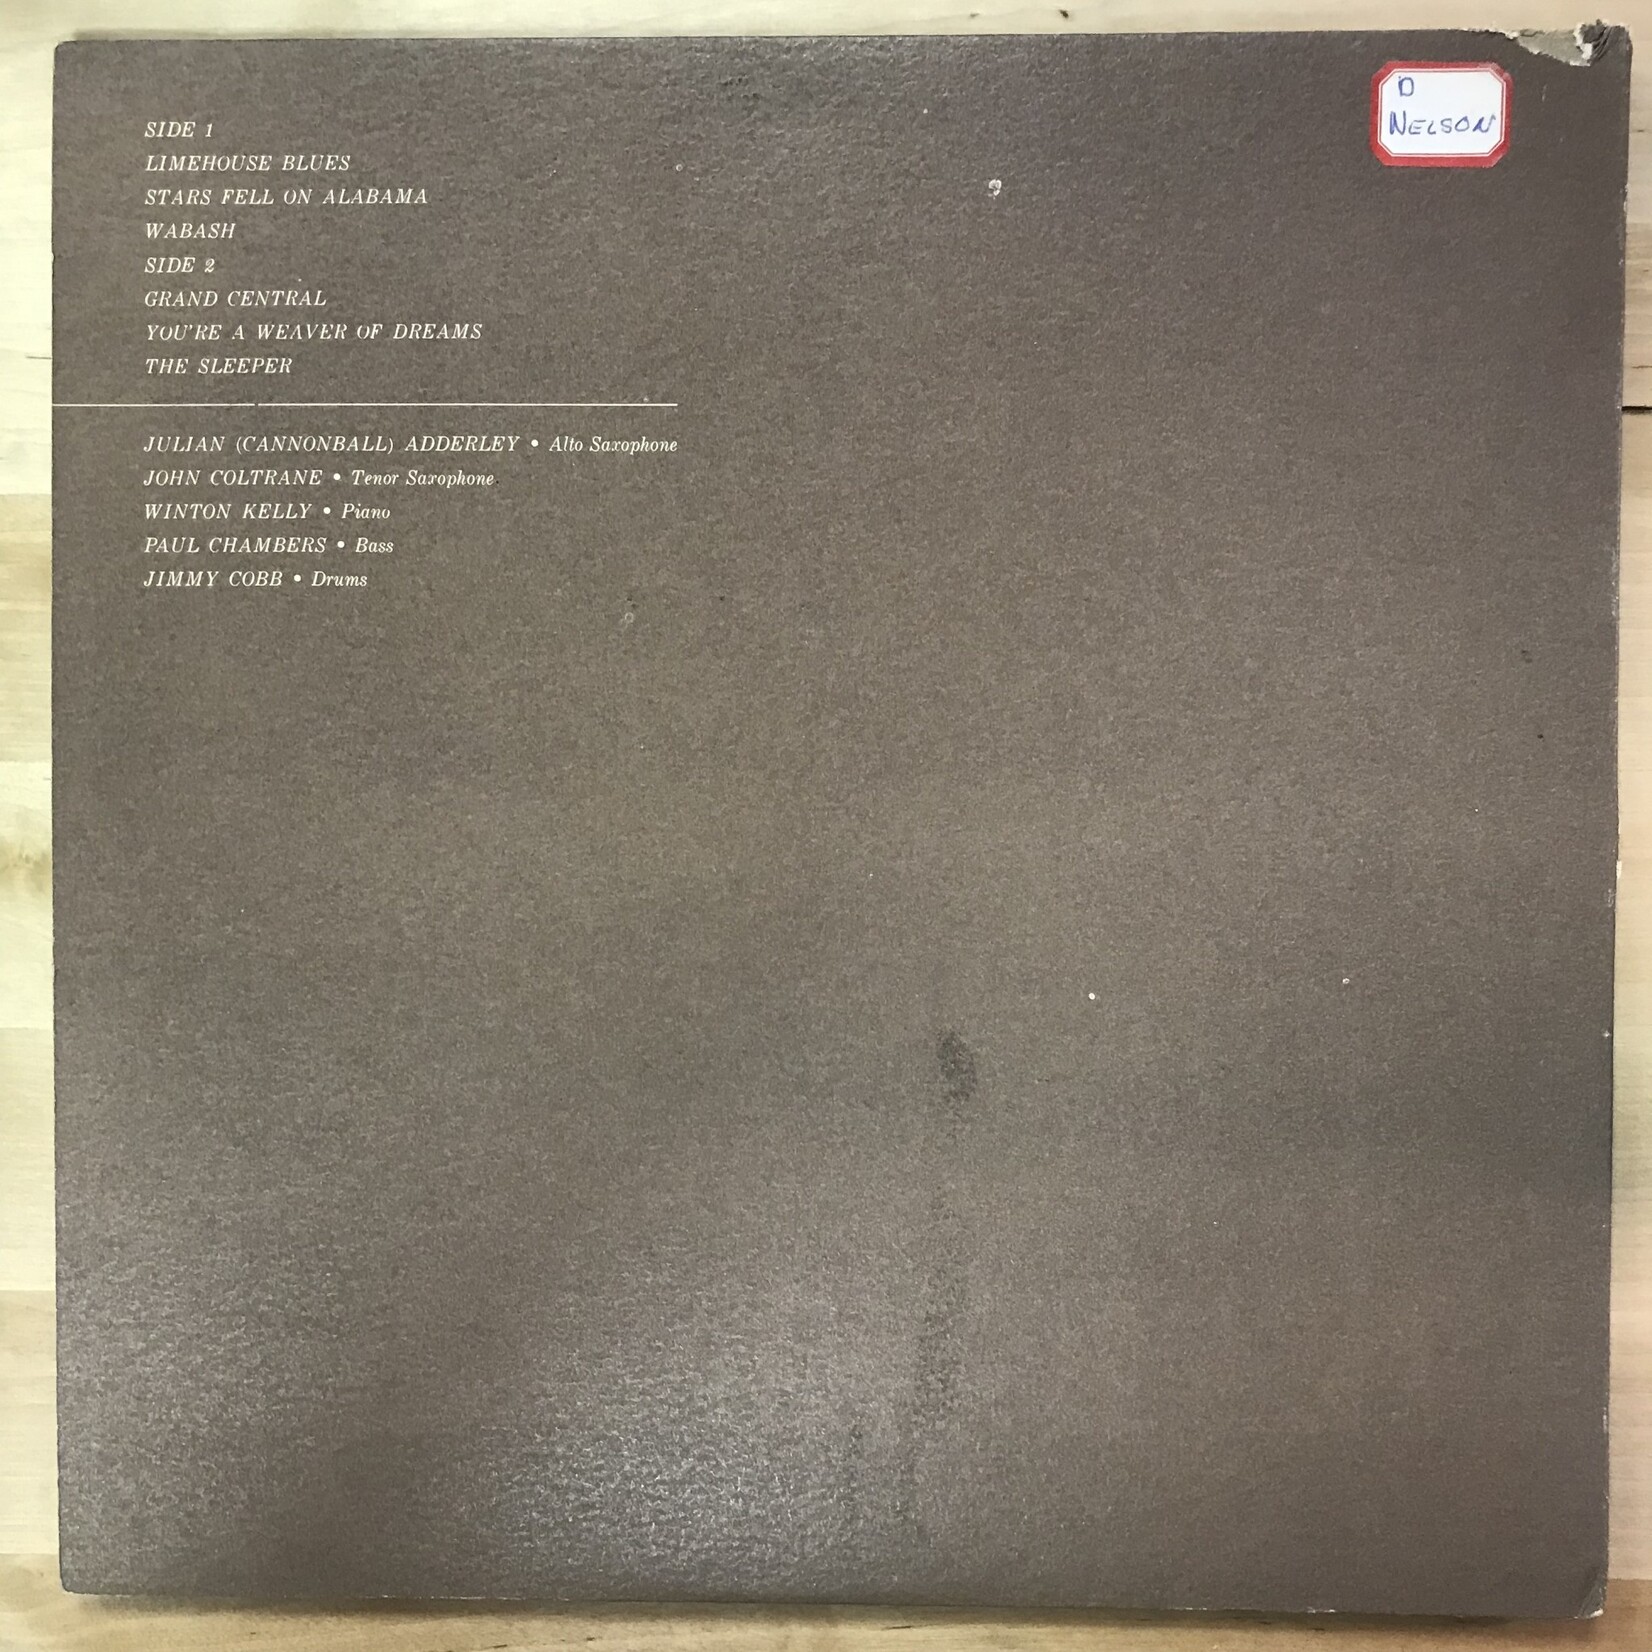 SIDE 1
LIMEHOUSE BLUES
STARS FELL ON ALABAMA
WABASH
SIDE 2
GRAND CENTRAL
YOU'RE A WEAVER OF DREAMS
THE SLEEPER
JULIAN (CANNONBALL) ADDERLEY • Alto Saxophone
JOHN COLTRANE • Tenor Saxophone
WINTON KELLY • Piano
PAUL CHAMBERS • Bass
JIMMY COBB • Drums
D
NELSON